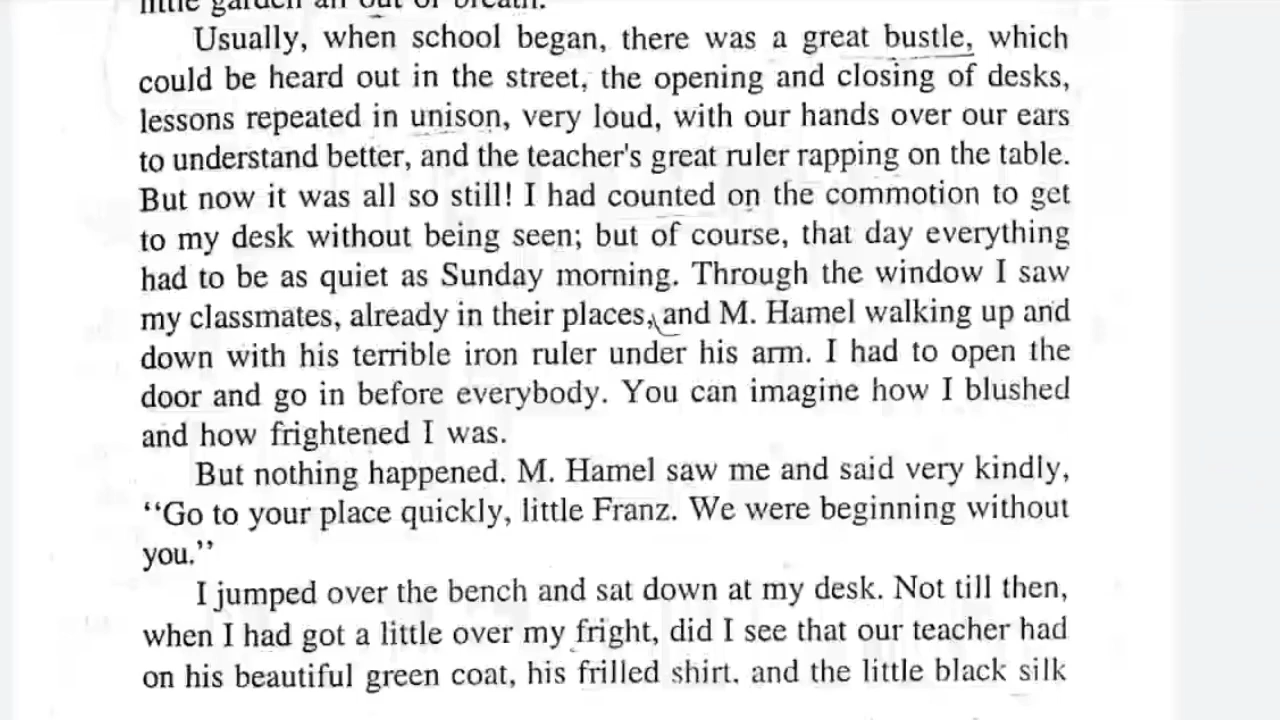 little garden all out of breath.
Usually, when school began, there was a great bustle, which
could be heard out in the street, the opening and closing of desks,
lessons repeated in unison, very loud, with our hands over our ears
to understand better, and the teacher's great ruler rapping on the table.
But now it was all so still! I had counted on the commotion to get
to my desk without being seen; but of course, that day everything
had to be as quiet as Sunday morning. Through the window I saw
my classmates, already in their places, and M. Hamel walking up and
down with his terrible iron ruler under his arm. I had to open the
door and go in before everybody. You can imagine how I blushed
and how frightened I was.
But nothing happened. M. Hamel saw me and said very kindly,
“Go to your place quickly, little Franz. We were beginning without
you.”
I jumped over the bench and sat down at my desk. Not till then,
when I had got a little over my fright, did I see that our teacher had
on his beautiful green coat, his frilled shirt, and the little black silk